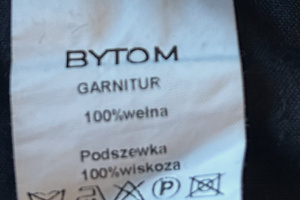 BYTOM
GARNITUR
100%wełna
Podszewka
100%wiskoza
P